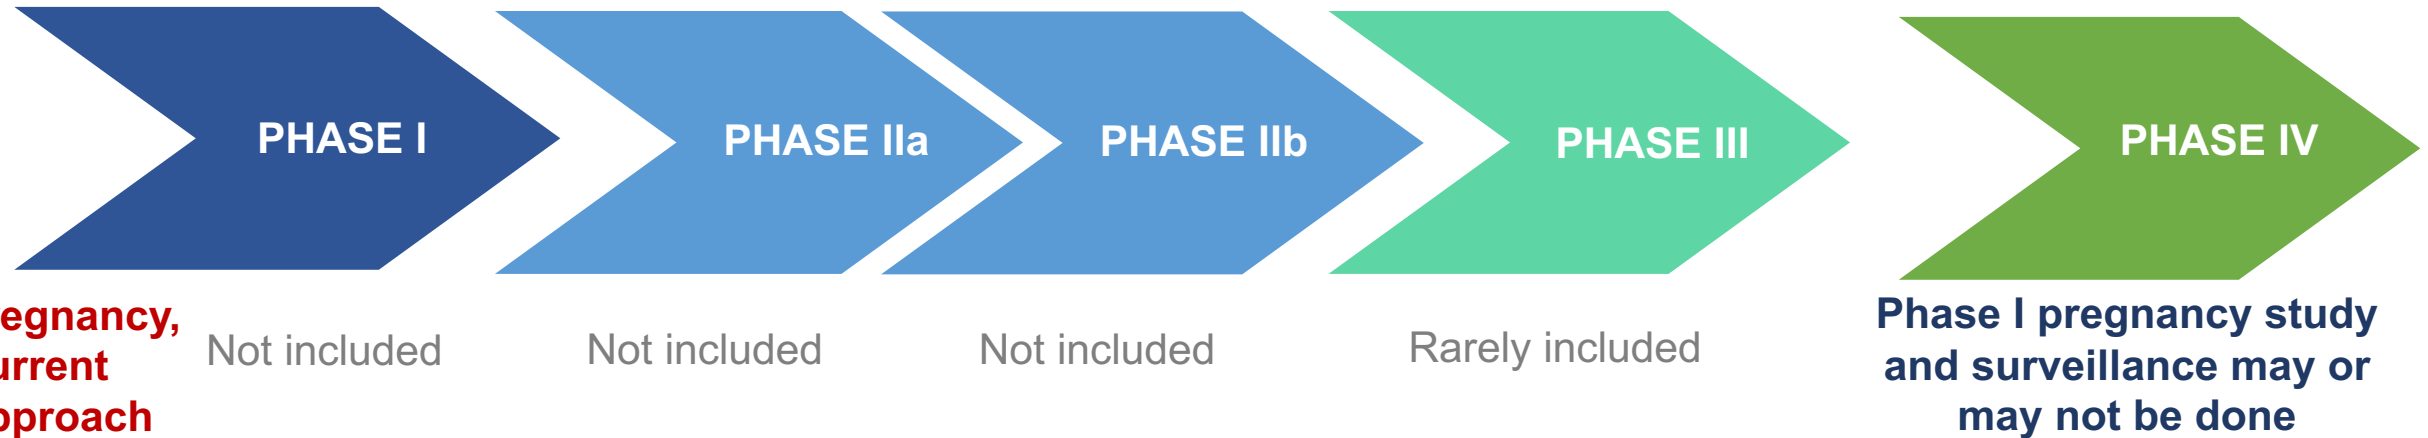 PHASE I
PHASE IIa
PHASE IIb
PHASE III
PHASE IV
egnancy,
urrent
pproach
Not included
Not included
Not included
Rarely included
Phase I pregnancy study
and surveillance may or
may not be done